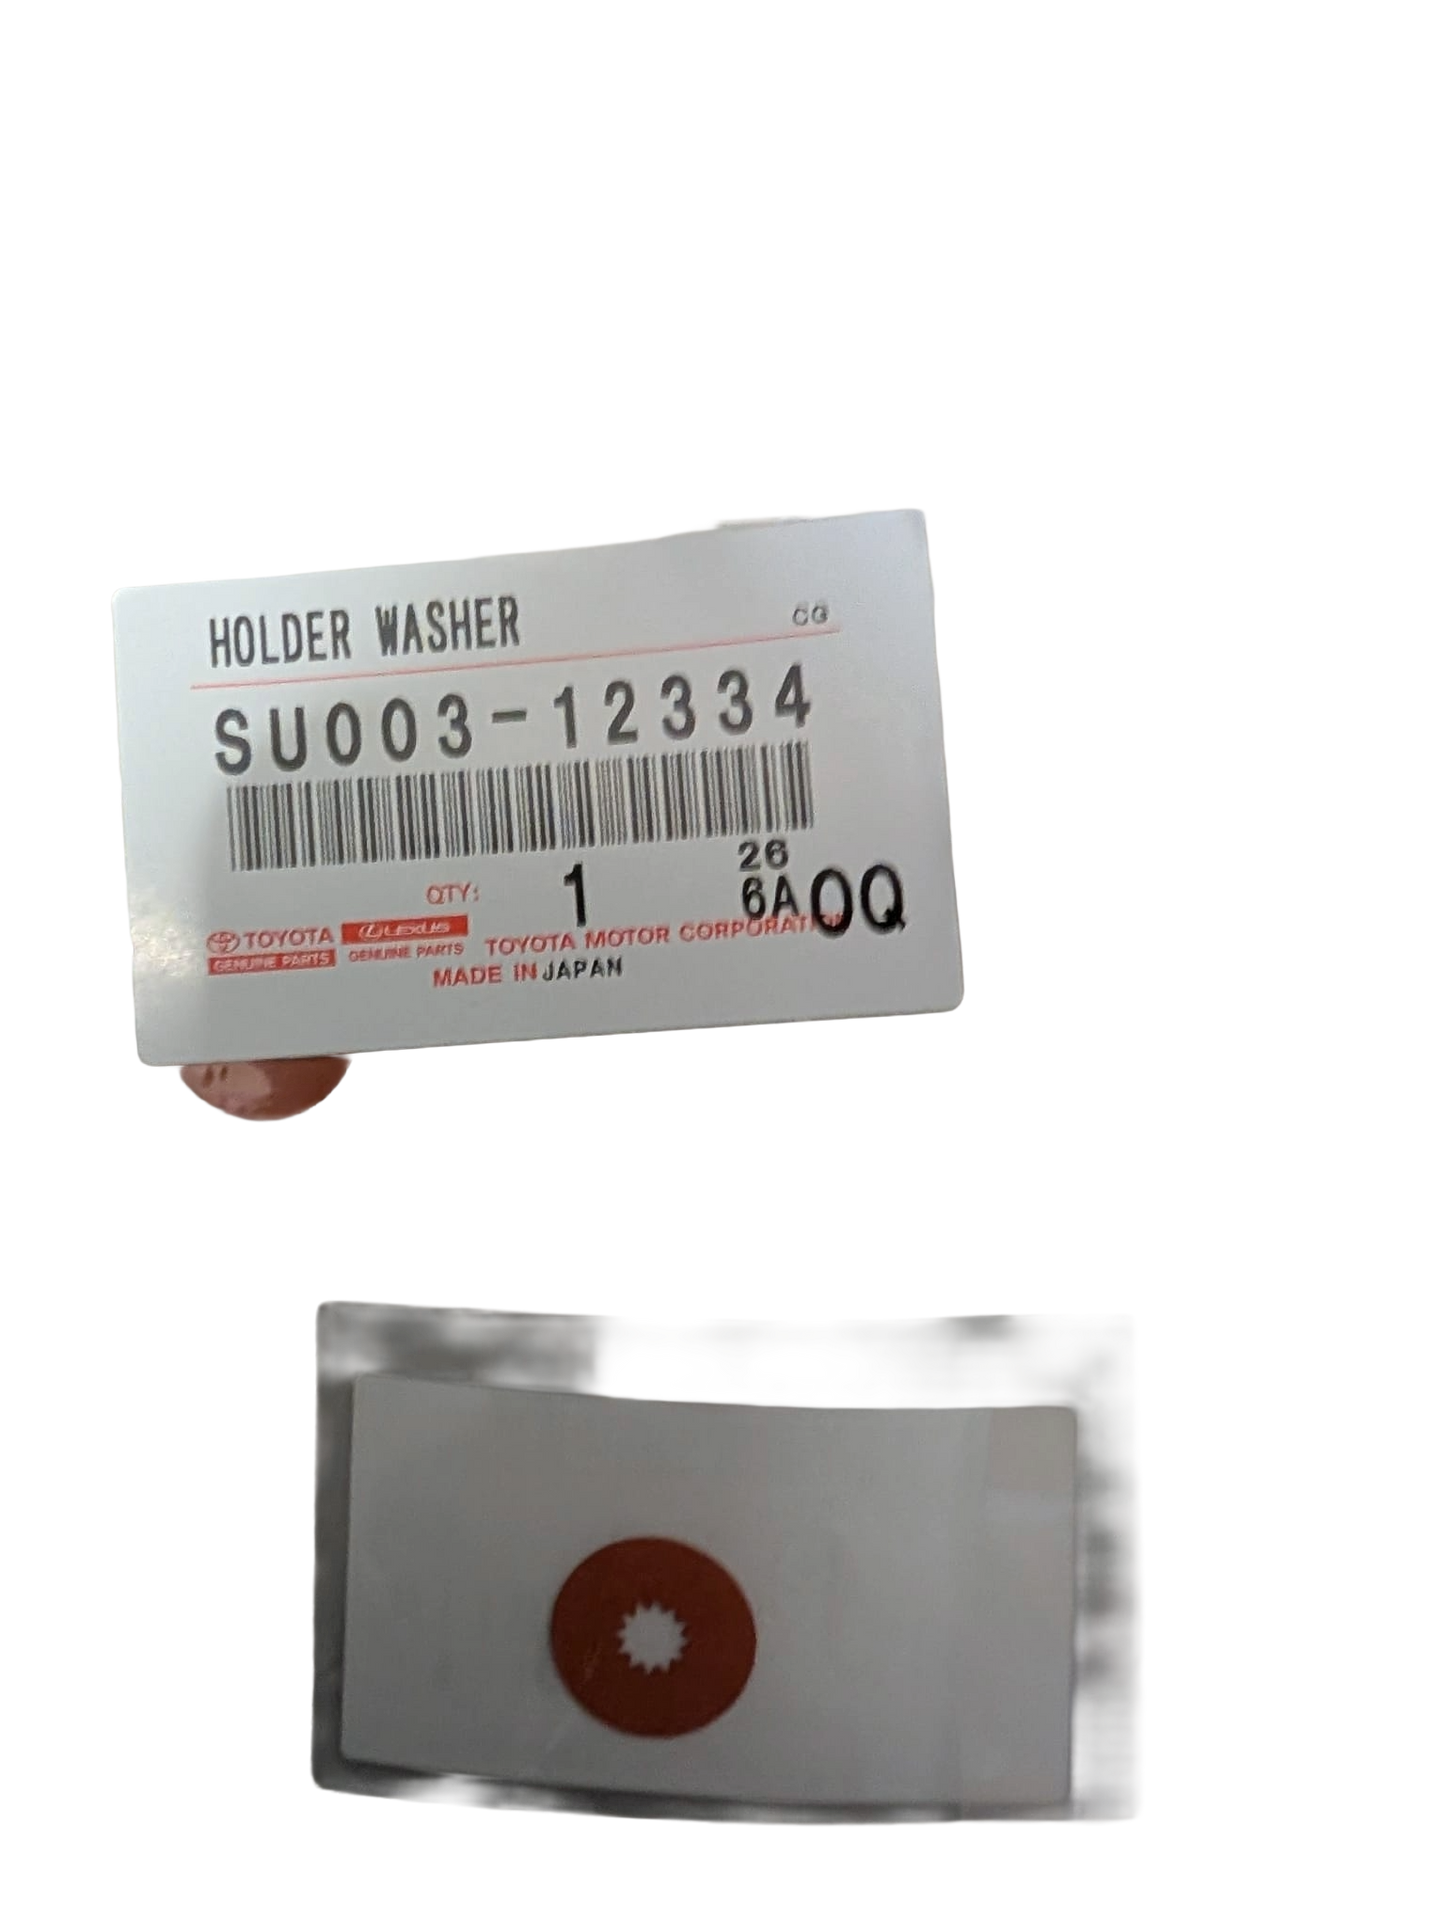 HOLDER WASHER
CG
SU003-12334
26
QTY: 1 6A 0Q
TOYOTA LEXUS
GENUINE PARTS GENUINE PARTS TOYOTA MOTOR CORPORATION
MADE IN JAPAN